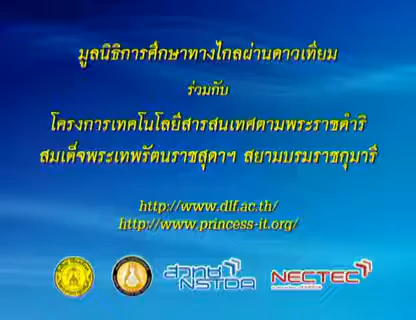 มูลนิธิการศึกษาทางไกลผ่านดาวเทียม
ร่วมกับ
โครงการเทคโนโลยีสารสนเทศตามพระราชดำริ
สมเด็จพระเทพรัตนราชสุดาฯ สยามบรมราชกุมารี
http://www.dlf.ac.th/
http://www.princess-it.org/
สวทช
NSTDA
NECTEC